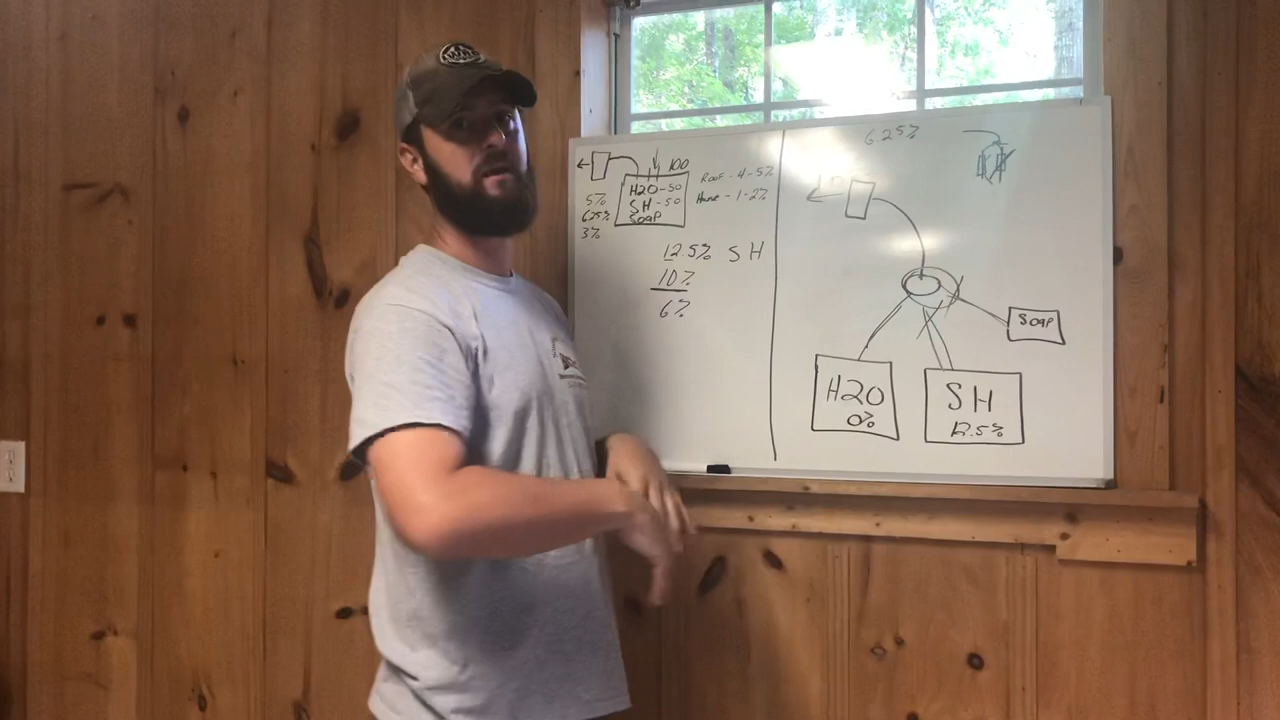 100
H2O-50
SH-50
SOAP
5%
6.25%
3%
ROOF-4-5%
House-1-2%
12.5% SH
10%
6%
6.25%
SOAP
H2O
0%
SH
12.5%